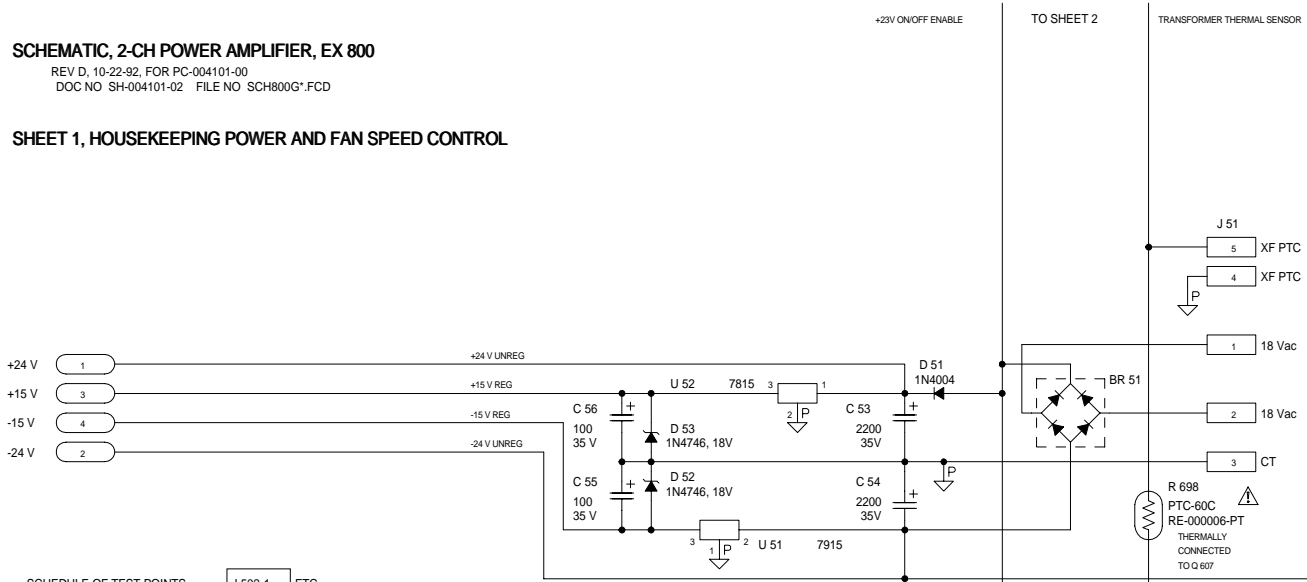 +23V ON/OFF ENABLE
TO SHEET 2
TRANSFORMER THERMAL SENSOR
SCHEMATIC, 2-CH POWER AMPLIFIER, EX 800
REV D, 10-22-92, FOR PC-004101-00
DOC NO SH-004101-02 FILE NO SCH800G*.FCD
SHEET 1, HOUSEKEEPING POWER AND FAN SPEED CONTROL
J 51
5 XF PTC
4 XF PTC
P
1 18 Vac
+24 V 1
+24 V UNREG
D 51
1N4004
BR 51
+15 V 3
+15 V REG
U 52 7815 3 1
2 P
C 56
100
35 V
+
D 53
1N4746, 18V
C 53
2200
35V
+
2 18 Vac
-15 V 4
-15 V REG
-24 V 2
-24 V UNREG
P
3 CT
C 55
100
35 V
+
D 52
1N4746, 18V
C 54
2200
35V
+
R 698
PTC-60C
RE-000006-PT
THERMALLY
CONNECTED
TO Q 607
3 2
1 P
U 51 7915